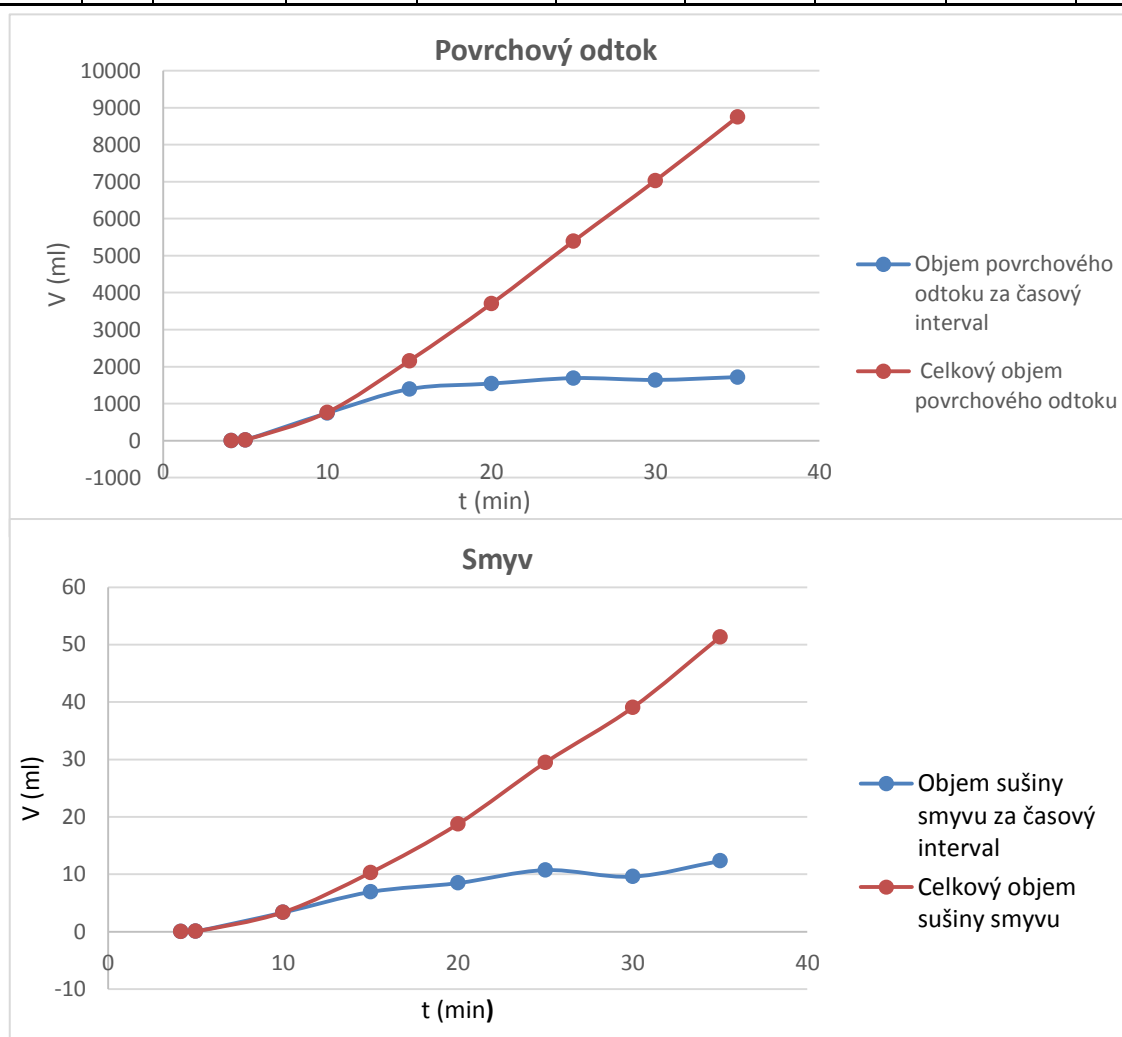 Povrchový odtok
10000
9000
8000
7000
6000
5000
4000
3000
2000
1000
0
-1000
0
10
20
30
40
V (ml)
t (min)
Objem povrchového
odtoku za časový
interval
Celkový objem
povrchového odtoku
Smyv
60
50
40
30
20
10
0
-10
0
10
20
30
40
V (ml)
t (min)
Objem sušiny
smyvu za časový
interval
Celkový objem
sušiny smyvu